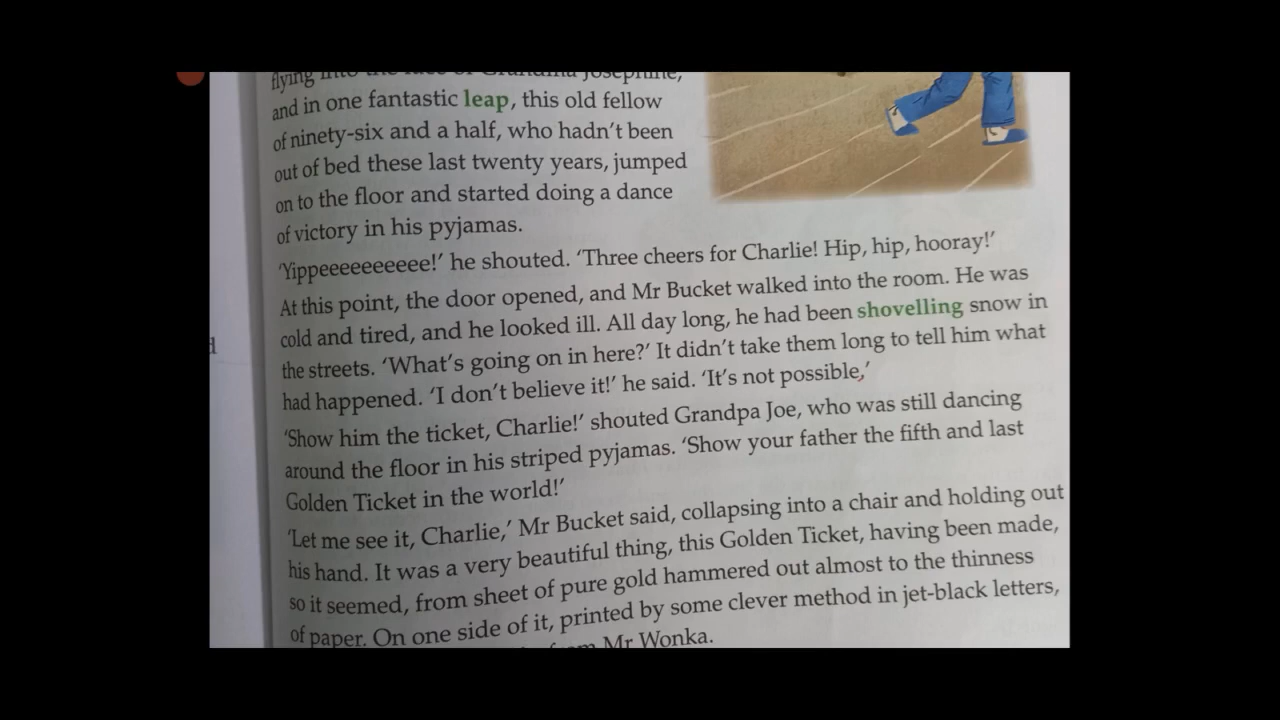 flying into the face of Grandma Josephine,
and in one fantastic leap, this old fellow
of ninety-six and a half, who hadn't been
out of bed these last twenty years, jumped
on to the floor and started doing a dance
of victory in his pyjamas.
'Yippeeeeeeeeee!' he shouted. 'Three cheers for Charlie! Hip, hip, hooray!'
At this point, the door opened, and Mr Bucket walked into the room. He was
cold and tired, and he looked ill. All day long, he had been shovelling snow in
the streets. 'What's going on in here?' It didn't take them long to tell him what
had happened. 'I don't believe it!' he said. 'It's not possible,'
'Show him the ticket, Charlie!' shouted Grandpa Joe, who was still dancing
around the floor in his striped pyjamas. 'Show your father the fifth and last
Golden Ticket in the world!'
'Let me see it, Charlie,' Mr Bucket said, collapsing into a chair and holding out
his hand. It was a very beautiful thing, this Golden Ticket, having been made,
so it seemed, from sheet of pure gold hammered out almost to the thinness
of paper. On one side of it, printed by some clever method in jet-black letters,
from Mr Wonka.